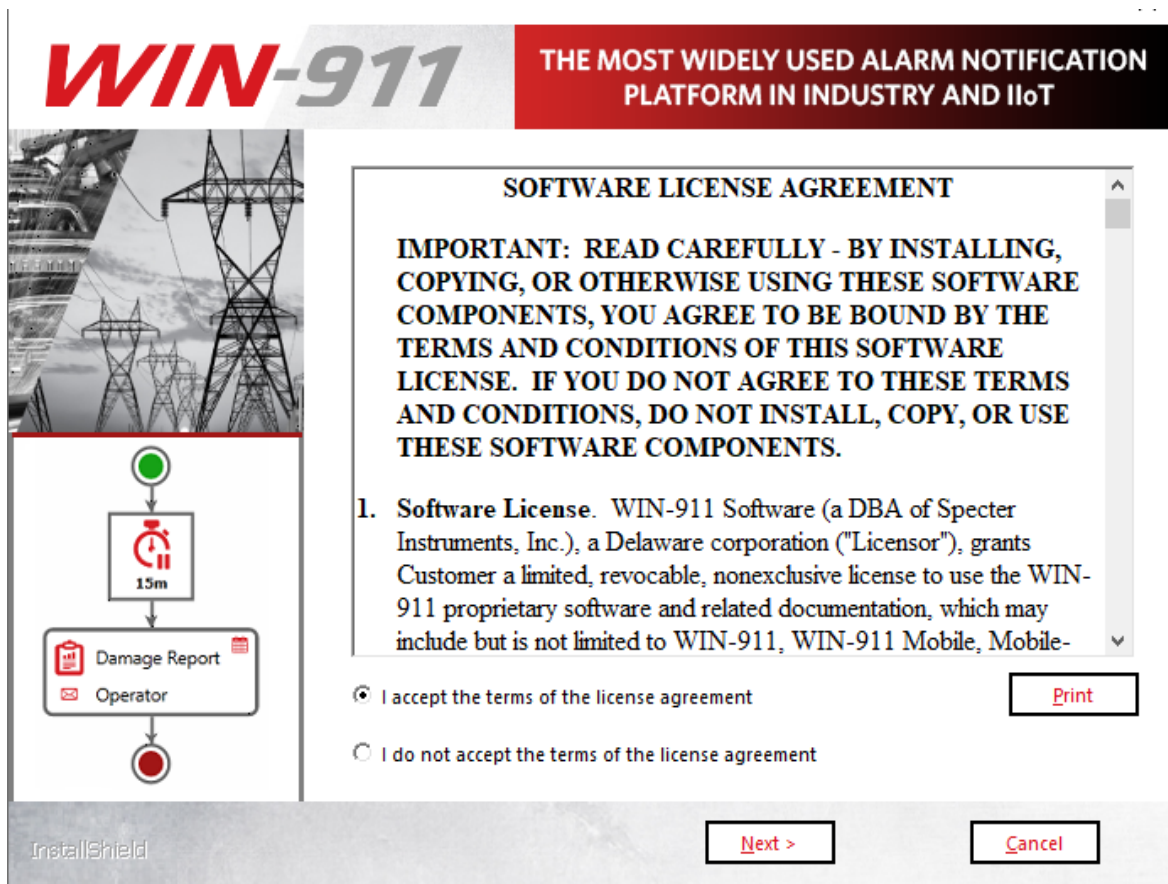 WIN-911
THE MOST WIDELY USED ALARM NOTIFICATION
PLATFORM IN INDUSTRY AND IIoT
SOFTWARE LICENSE AGREEMENT
IMPORTANT: READ CAREFULLY - BY INSTALLING,
COPYING, OR OTHERWISE USING THESE SOFTWARE
COMPONENTS, YOU AGREE TO BE BOUND BY THE
TERMS AND CONDITIONS OF THIS SOFTWARE
LICENSE. IF YOU DO NOT AGREE TO THESE TERMS
AND CONDITIONS, DO NOT INSTALL, COPY, OR USE
THESE SOFTWARE COMPONENTS.
1. Software License. WIN-911 Software (a DBA of Specter
Instruments, Inc.), a Delaware corporation ("Licensor"), grants
Customer a limited, revocable, nonexclusive license to use the WIN-
911 proprietary software and related documentation, which may
include but is not limited to WIN-911, WIN-911 Mobile, Mobile-
15m
Damage Report
Operator
I accept the terms of the license agreement
Print
I do not accept the terms of the license agreement
InstallShield
Next >
Cancel